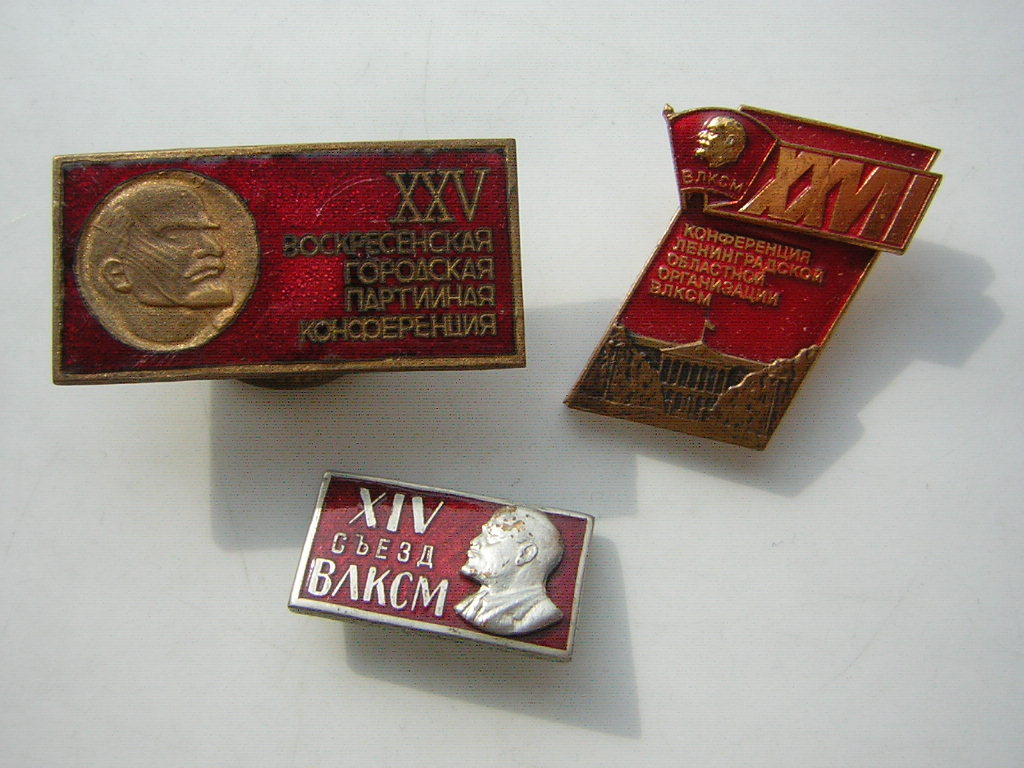 XXV
ВОСКРЕСЕНСКАЯ
ГОРОДСКАЯ
ПАРТИЙНАЯ
КОНФЕРЕНЦИЯ
ВЛКСМ
XXVI
КОНФЕРЕНЦИЯ
ЛЕНИНГРАДСКОЙ
ОБЛАСТНОЙ
ОРГАНИЗАЦИИ
ВЛКСМ
XIV
СЪЕЗД
ВЛКСМ